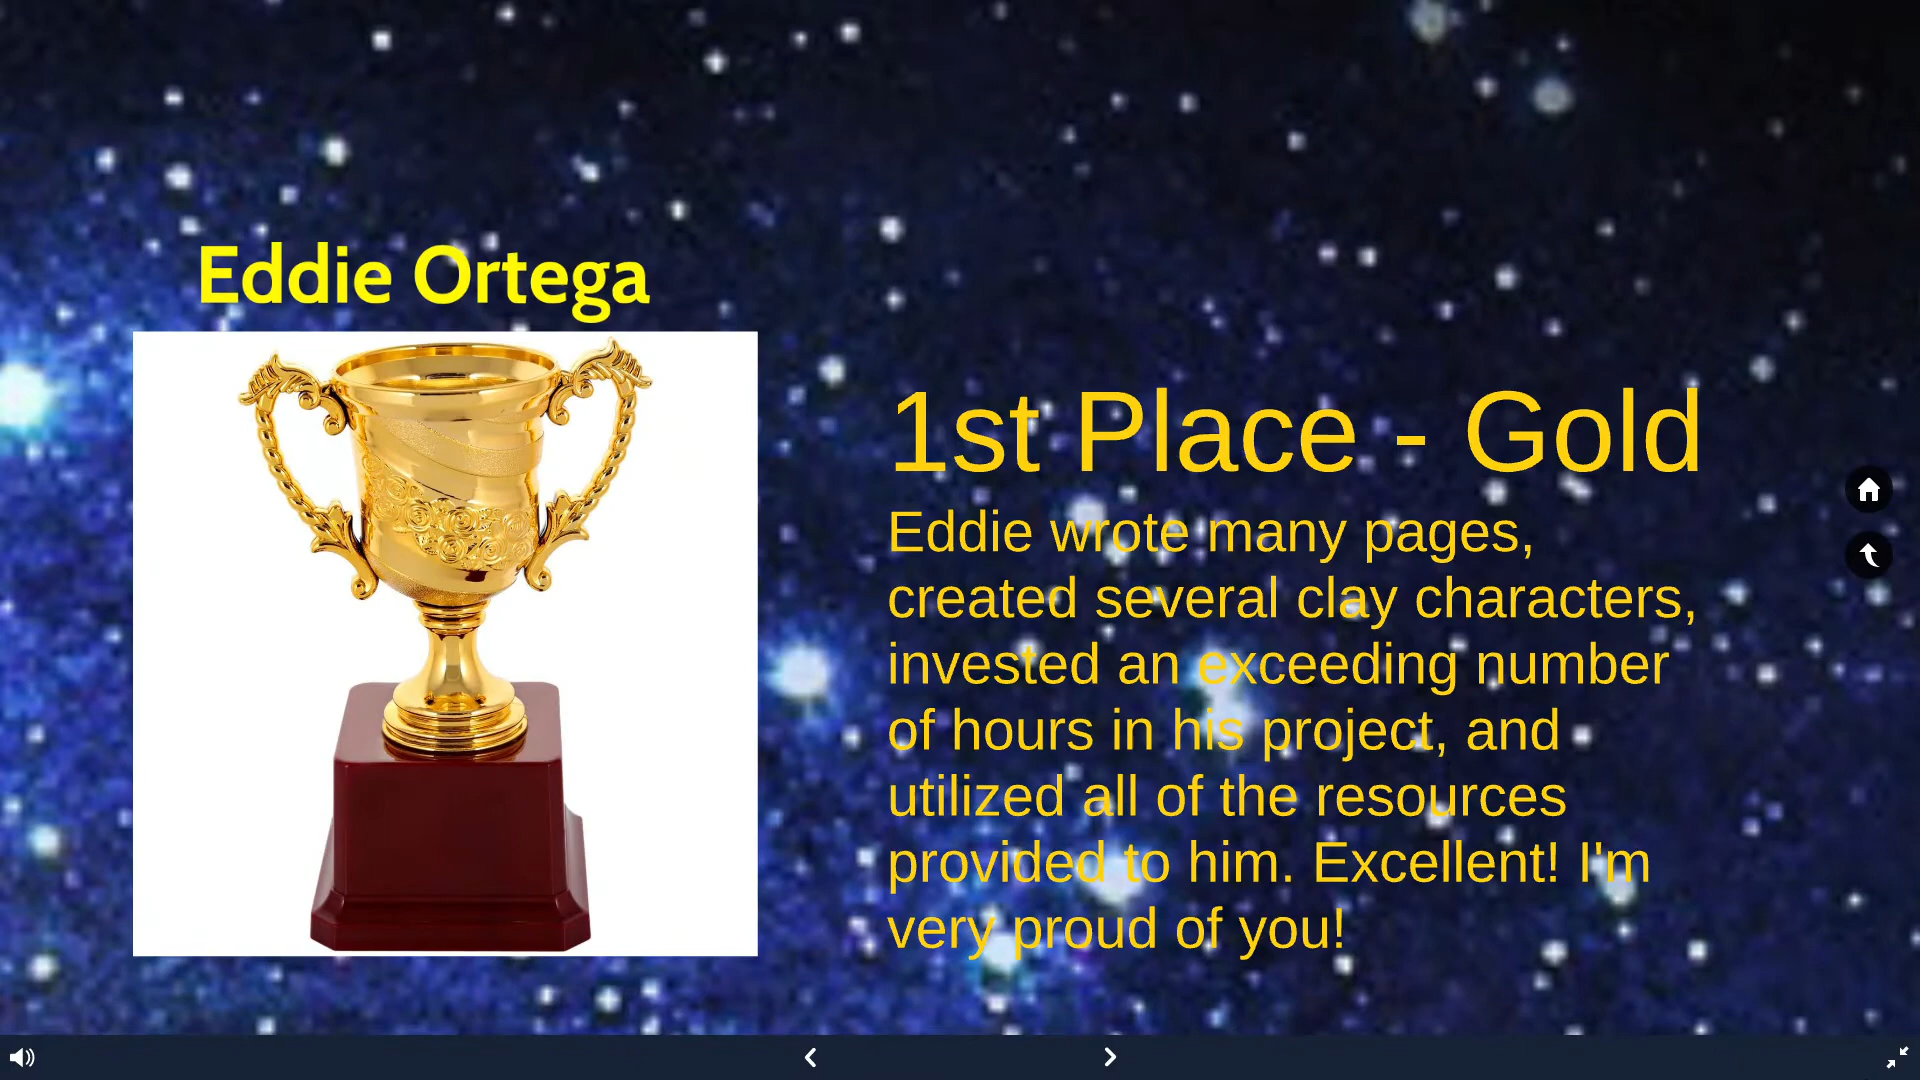 Eddie Ortega
1st Place - Gold
Eddie wrote many pages,
created several clay characters,
invested an exceeding number
of hours in his project, and
utilized all of the resources
provided to him. Excellent! I'm
very proud of you!